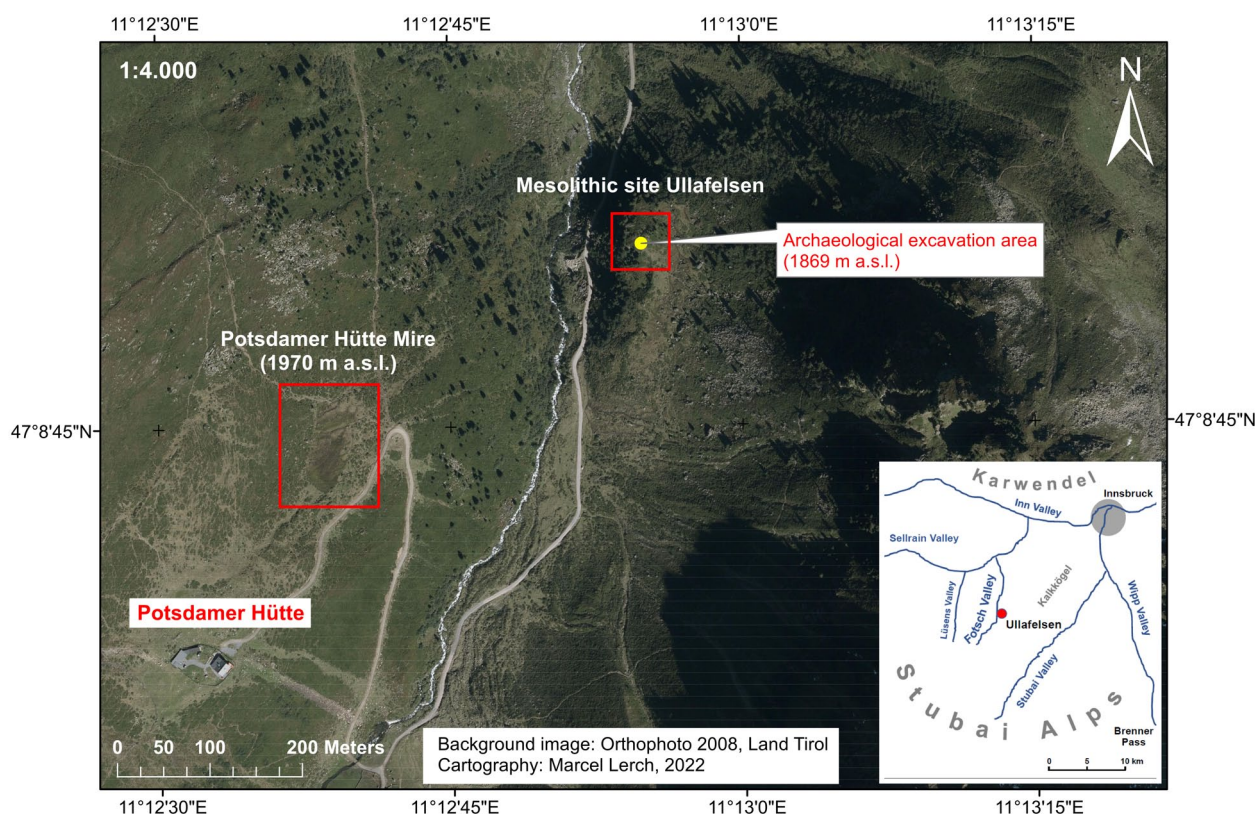 11°12'30"E
11°12'45"E
11°13'0"E
11°13'15"E
1:4.000
N
Mesolithic site Ullafelsen
Archaeological excavation area
(1869 m a.s.l.)
Potsdamer Hütte Mire
(1970 m a.s.l.)
47°8'45"N
47°8'45"N
Karwendel
Innsbruck
Inn Valley
Sellrain Valley
Kalkkögel
Wipp Valley
Lüsens Valley
Fotsch Valley
Ullafelsen
Stubai Valley
Stubai Alps
Brenner
Pass
0 5 10 km
Potsdamer Hütte
0 50 100 200 Meters
Background image: Orthophoto 2008, Land Tirol
Cartography: Marcel Lerch, 2022
11°12'30"E
11°12'45"E
11°13'0"E
11°13'15"E